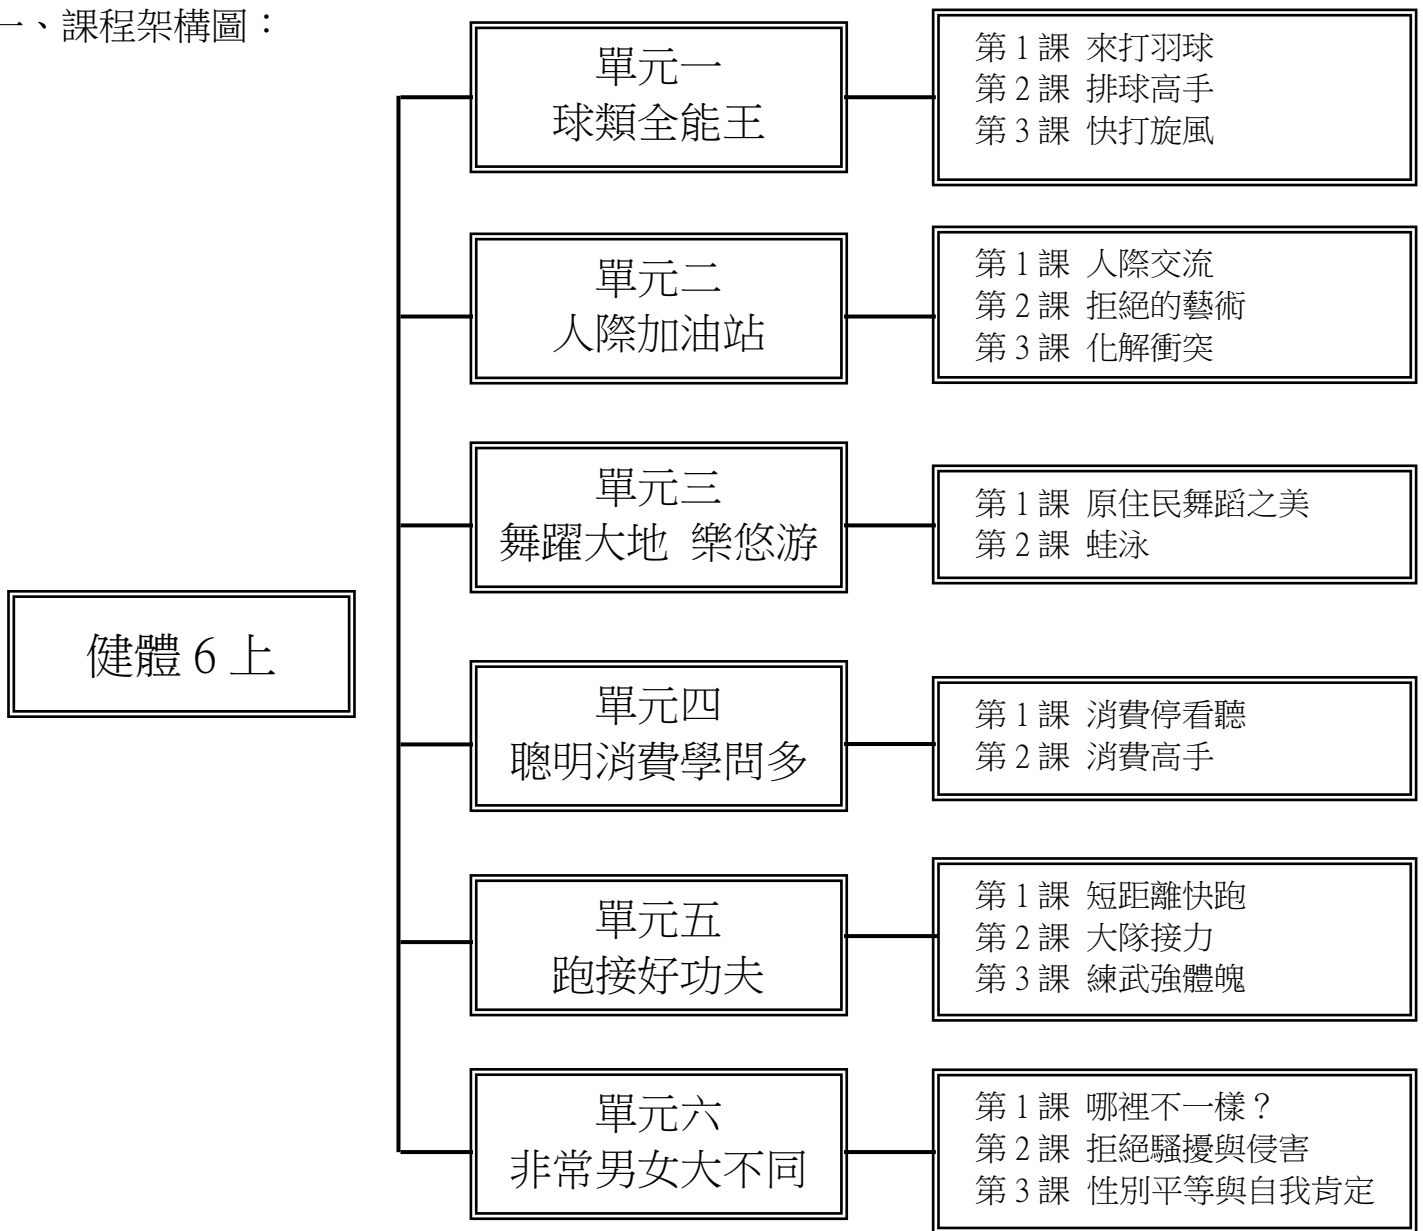 一、課程架構圖：
健體 6 上
單元一
球類全能王
第 1 課 來打羽球
第 2 課 排球高手
第 3 課 快打旋風
單元二
人際加油站
第 1 課 人際交流
第 2 課 拒絕的藝術
第 3 課 化解衝突
單元三
舞躍大地 樂悠游
第 1 課 原住民舞蹈之美
第 2 課 蛙泳
單元四
聰明消費學問多
第 1 課 消費停看聽
第 2 課 消費高手
單元五
跑接好功夫
第 1 課 短距離快跑
第 2 課 大隊接力
第 3 課 練武強體魄
單元六
非常男女大不同
第 1 課 哪裡不一樣？
第 2 課 拒絕騷擾與侵害
第 3 課 性別平等與自我肯定